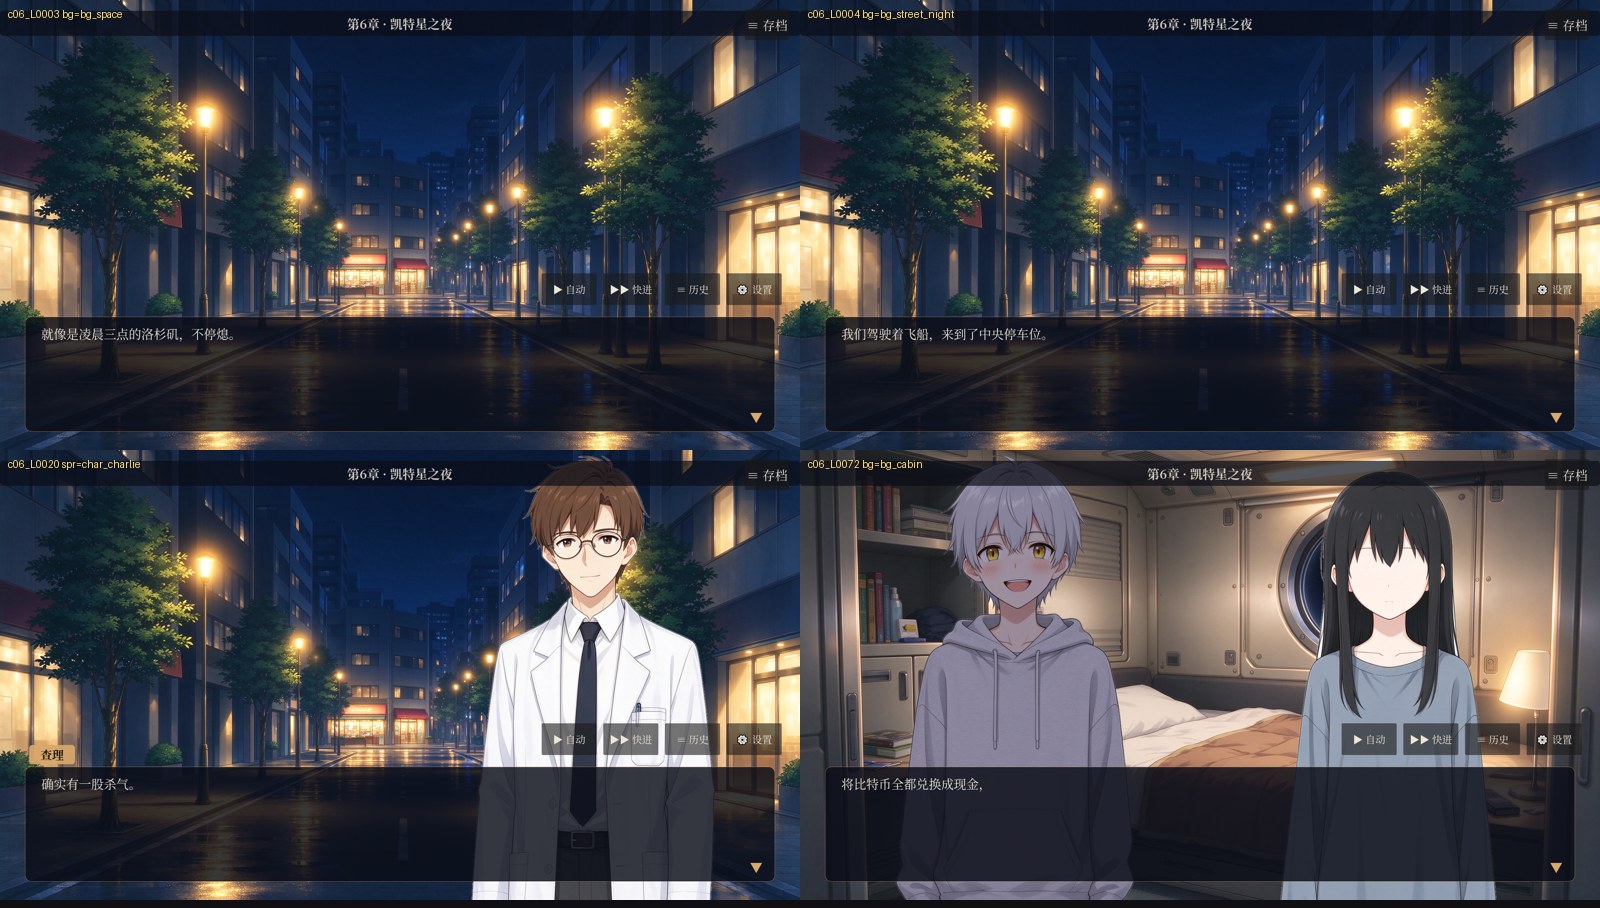 c06_L0003 bg=bg_space
第6章 · 凯特星之夜
≡ 存档
▶ 自动
▶▶ 快进
≡ 历史
设置
就像是凌晨三点的洛杉矶，不停熄。
c06_L0004 bg=bg_street_night
第6章 · 凯特星之夜
≡ 存档
▶ 自动
▶▶ 快进
≡ 历史
设置
我们驾驶着飞船，来到了中央停车位。
c06_L0020 spr=char_charlie
第6章 · 凯特星之夜
≡ 存档
▶ 自动
▶▶ 快进
≡ 历史
设置
查理
确实有一股杀气。
c06_L0072 bg=bg_cabin
第6章 · 凯特星之夜
≡ 存档
▶ 自动
▶▶ 快进
≡ 历史
设置
将比特币全都兑换成现金，